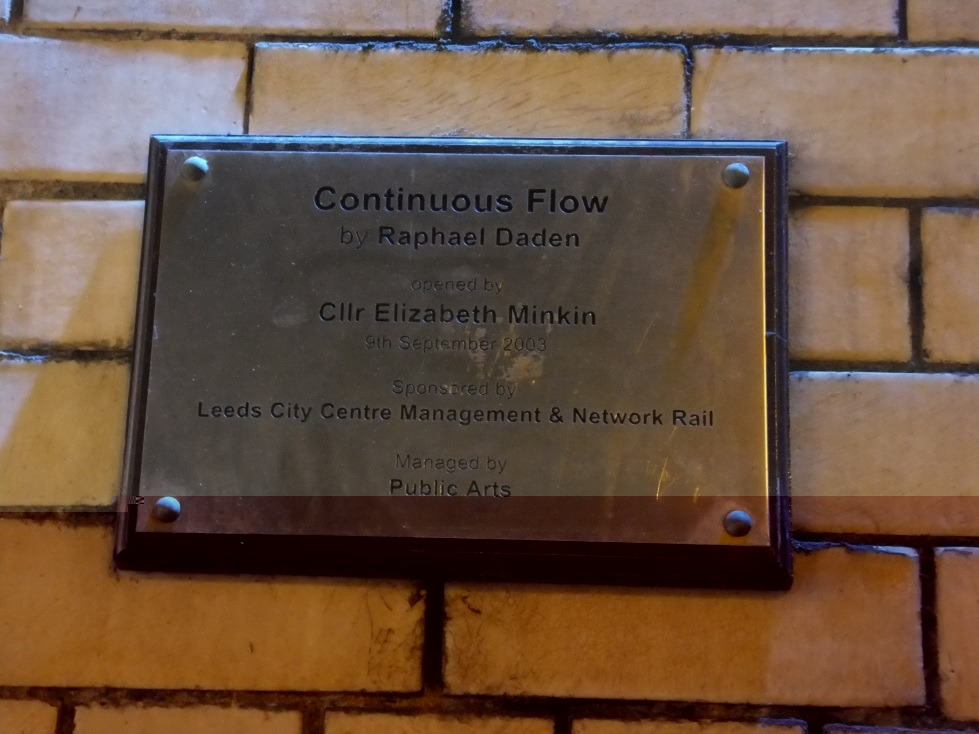 Continuous Flow
by Raphael Daden
opened by
Cllr Elizabeth Minkin
9th September 2003
Sponsored by
Leeds City Centre Management & Network Rail
Managed by
Public Arts